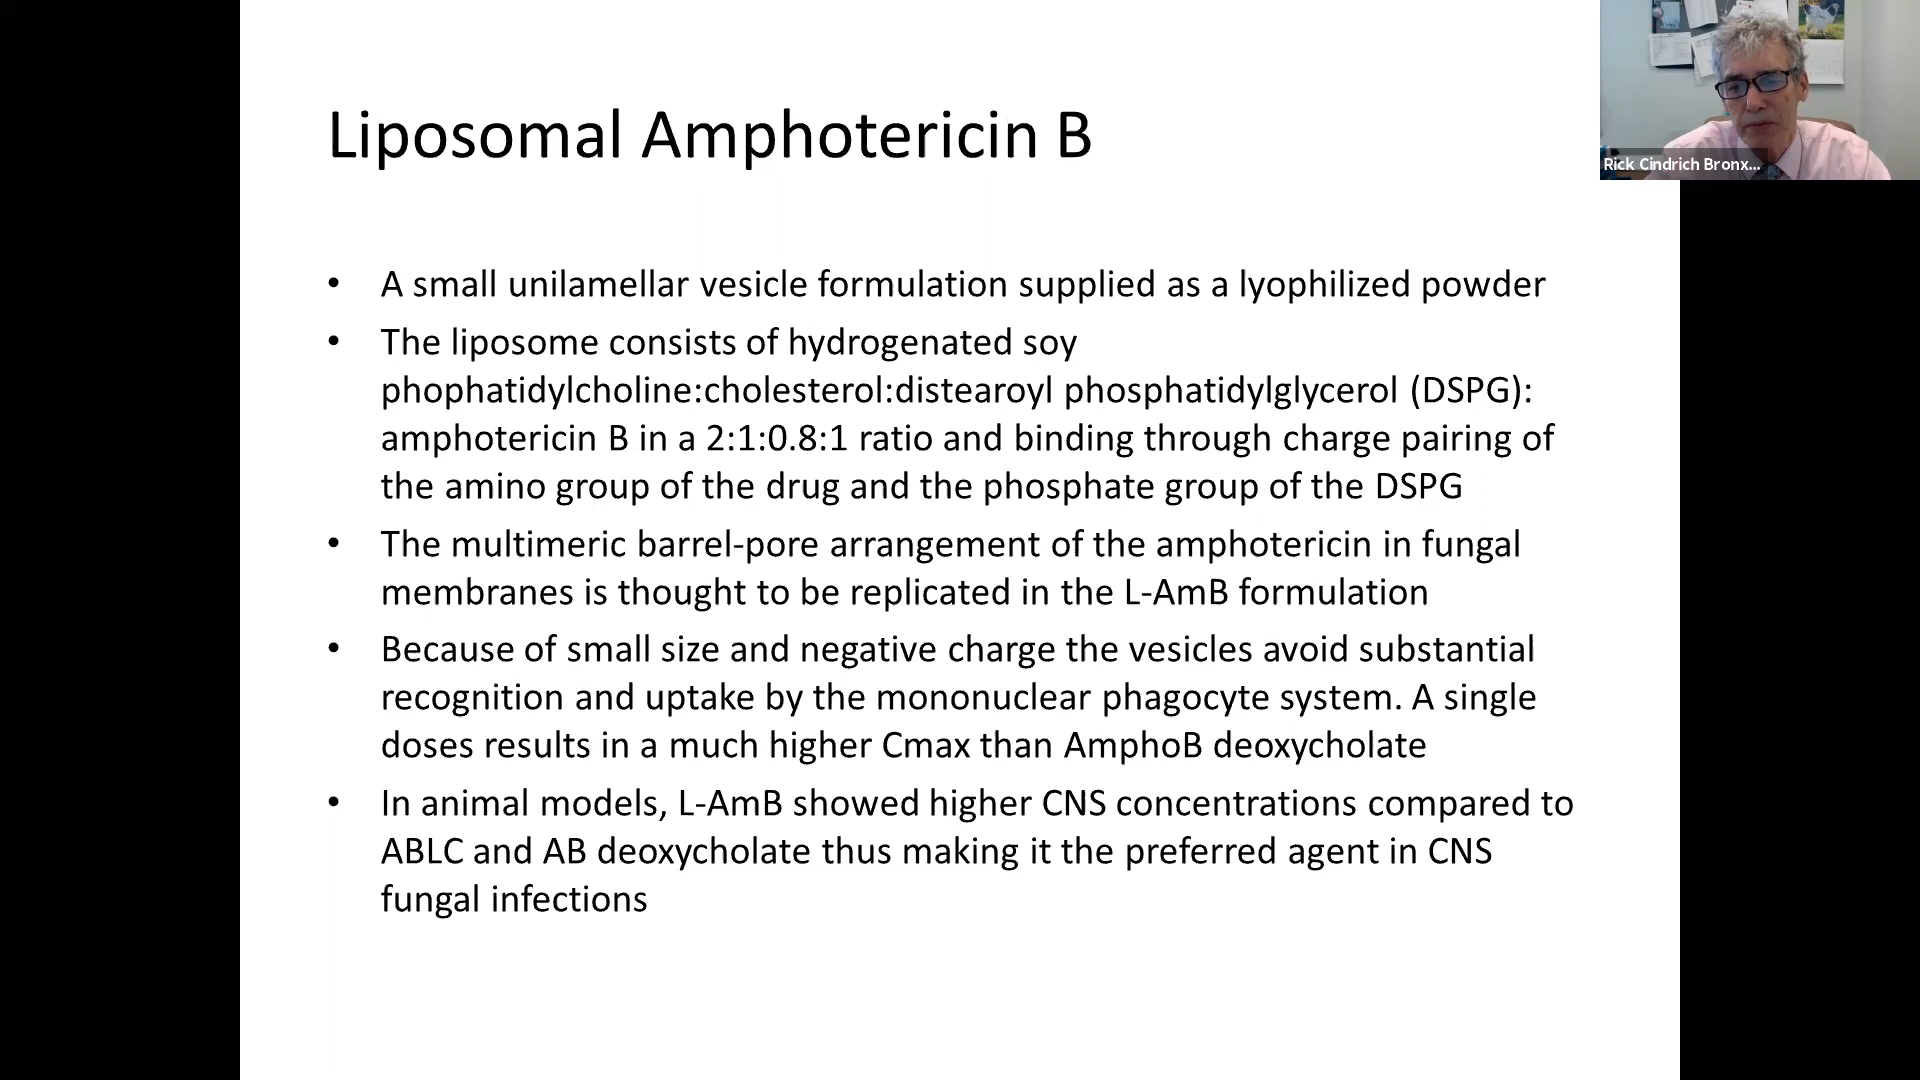 Liposomal Amphotericin B
Rick Cindrich Bronx...
• A small unilamellar vesicle formulation supplied as a lyophilized powder
• The liposome consists of hydrogenated soy
phophatidylcholine:cholesterol:distearoyl phosphatidylglycerol (DSPG):
amphotericin B in a 2:1:0.8:1 ratio and binding through charge pairing of
the amino group of the drug and the phosphate group of the DSPG
• The multimeric barrel-pore arrangement of the amphotericin in fungal
membranes is thought to be replicated in the L-AmB formulation
• Because of small size and negative charge the vesicles avoid substantial
recognition and uptake by the mononuclear phagocyte system. A single
doses results in a much higher Cmax than AmphoB deoxycholate
• In animal models, L-AmB showed higher CNS concentrations compared to
ABLC and AB deoxycholate thus making it the preferred agent in CNS
fungal infections